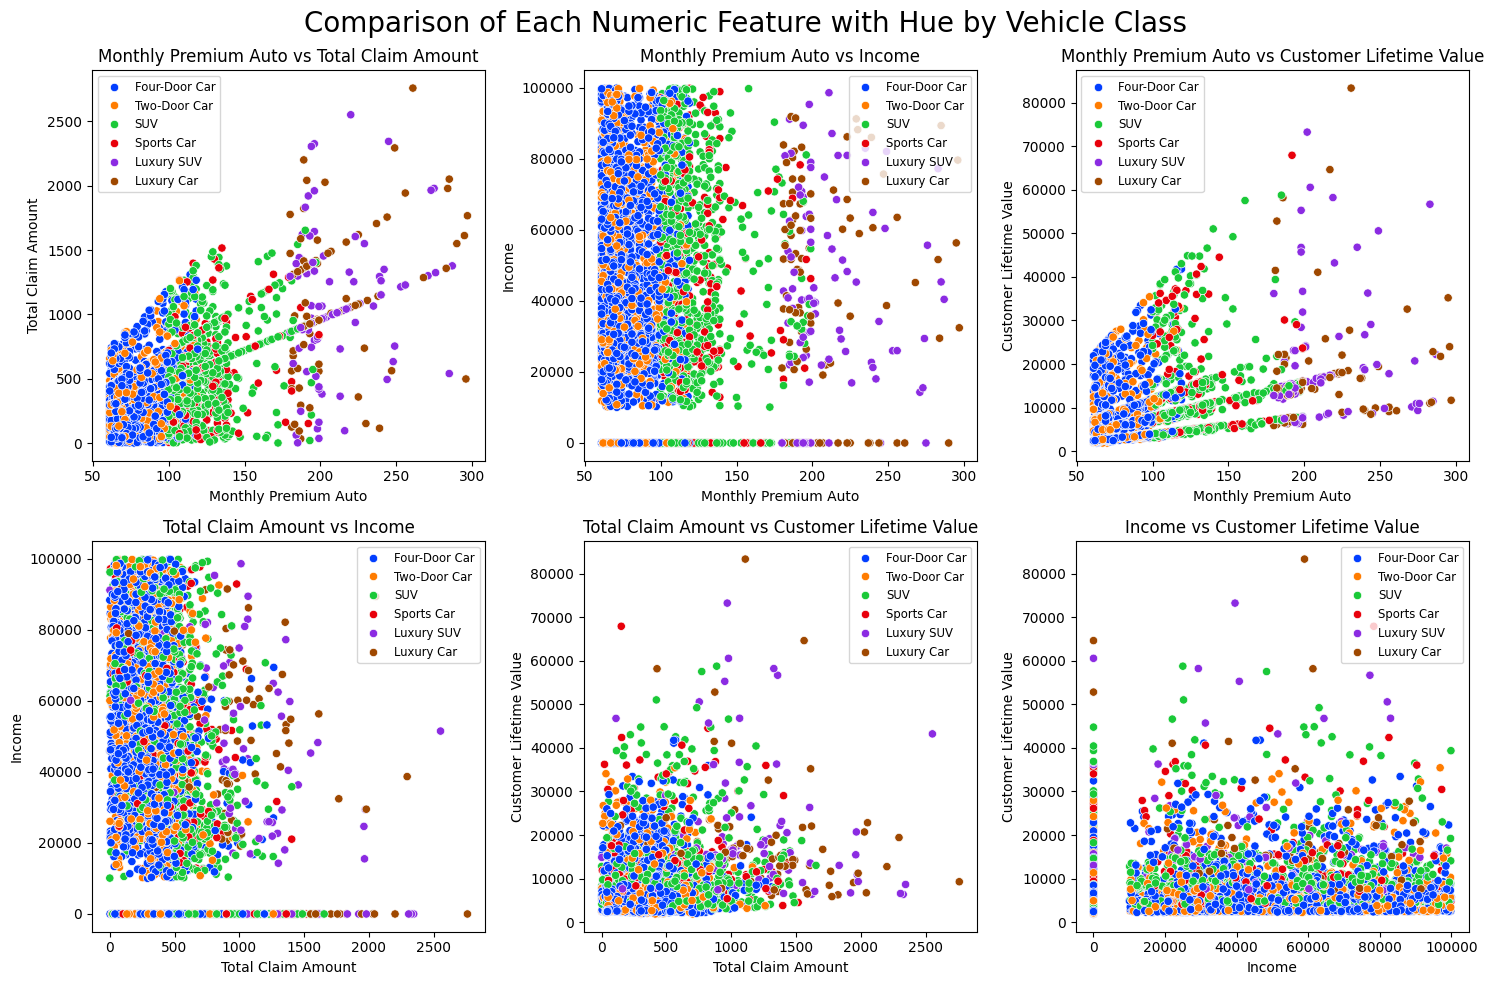 Comparison of Each Numeric Feature with Hue by Vehicle Class
Monthly Premium Auto vs Total Claim Amount
Four-Door Car
Two-Door Car
SUV
Sports Car
Luxury SUV
Luxury Car
Total Claim Amount
2500
2000
1500
1000
500
0
50 100 150 200 250 300
Monthly Premium Auto
Monthly Premium Auto vs Income
Four-Door Car
Two-Door Car
SUV
Sports Car
Luxury SUV
Luxury Car
Income
100000
80000
60000
40000
20000
0
50 100 150 200 250 300
Monthly Premium Auto
Monthly Premium Auto vs Customer Lifetime Value
Four-Door Car
Two-Door Car
SUV
Sports Car
Luxury SUV
Luxury Car
Customer Lifetime Value
80000
70000
60000
50000
40000
30000
20000
10000
0
50 100 150 200 250 300
Monthly Premium Auto
Total Claim Amount vs Income
Four-Door Car
Two-Door Car
SUV
Sports Car
Luxury SUV
Luxury Car
Income
100000
80000
60000
40000
20000
0
0 500 1000 1500 2000 2500
Total Claim Amount
Total Claim Amount vs Customer Lifetime Value
Four-Door Car
Two-Door Car
SUV
Sports Car
Luxury SUV
Luxury Car
Customer Lifetime Value
80000
70000
60000
50000
40000
30000
20000
10000
0
0 500 1000 1500 2000 2500
Total Claim Amount
Income vs Customer Lifetime Value
Four-Door Car
Two-Door Car
SUV
Sports Car
Luxury SUV
Luxury Car
Customer Lifetime Value
80000
70000
60000
50000
40000
30000
20000
10000
0
0 20000 40000 60000 80000 100000
Income